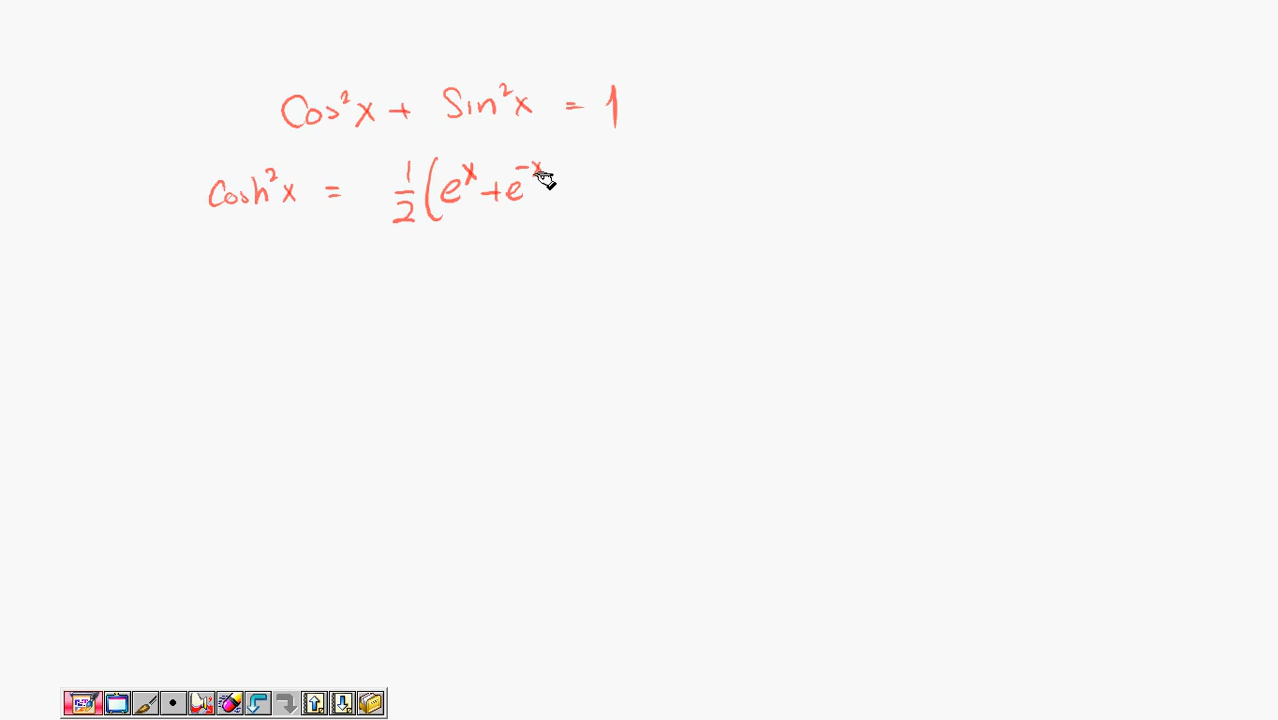 Cos²x + Sin²x = 1
Cosh²x = 1/2 (eˣ + e⁻ˣ